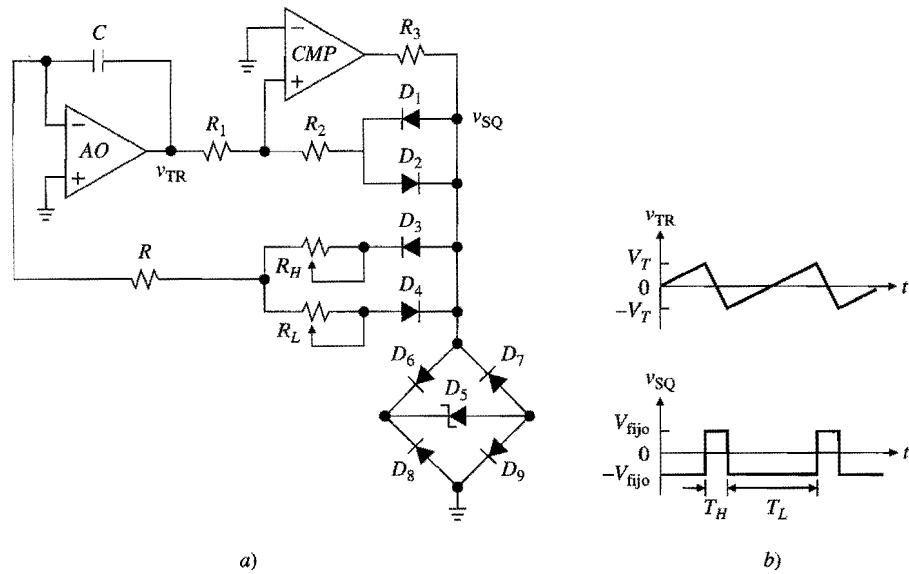 C
R3
CMP
−
+
D1
R1
R2
vSQ
−
AO
+
vTR
D2
D3
R
RH
D4
RL
D6
D7
D5
D8
D9
a)
vTR
VT
0
−VT
t
vSQ
Vfijo
0
−Vfijo
t
TH
TL
b)